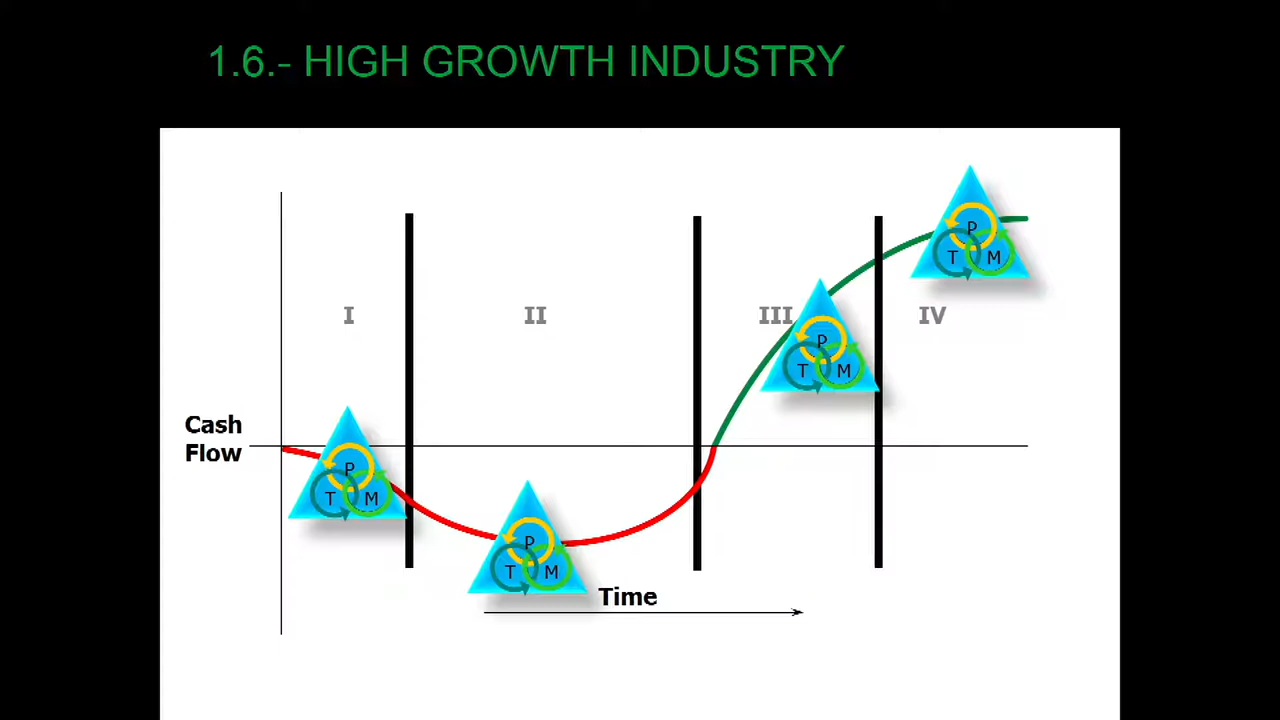 1.6.- HIGH GROWTH INDUSTRY
I II III IV
Cash
Flow
P
T M
P
T M
P
T M
P
T M
Time